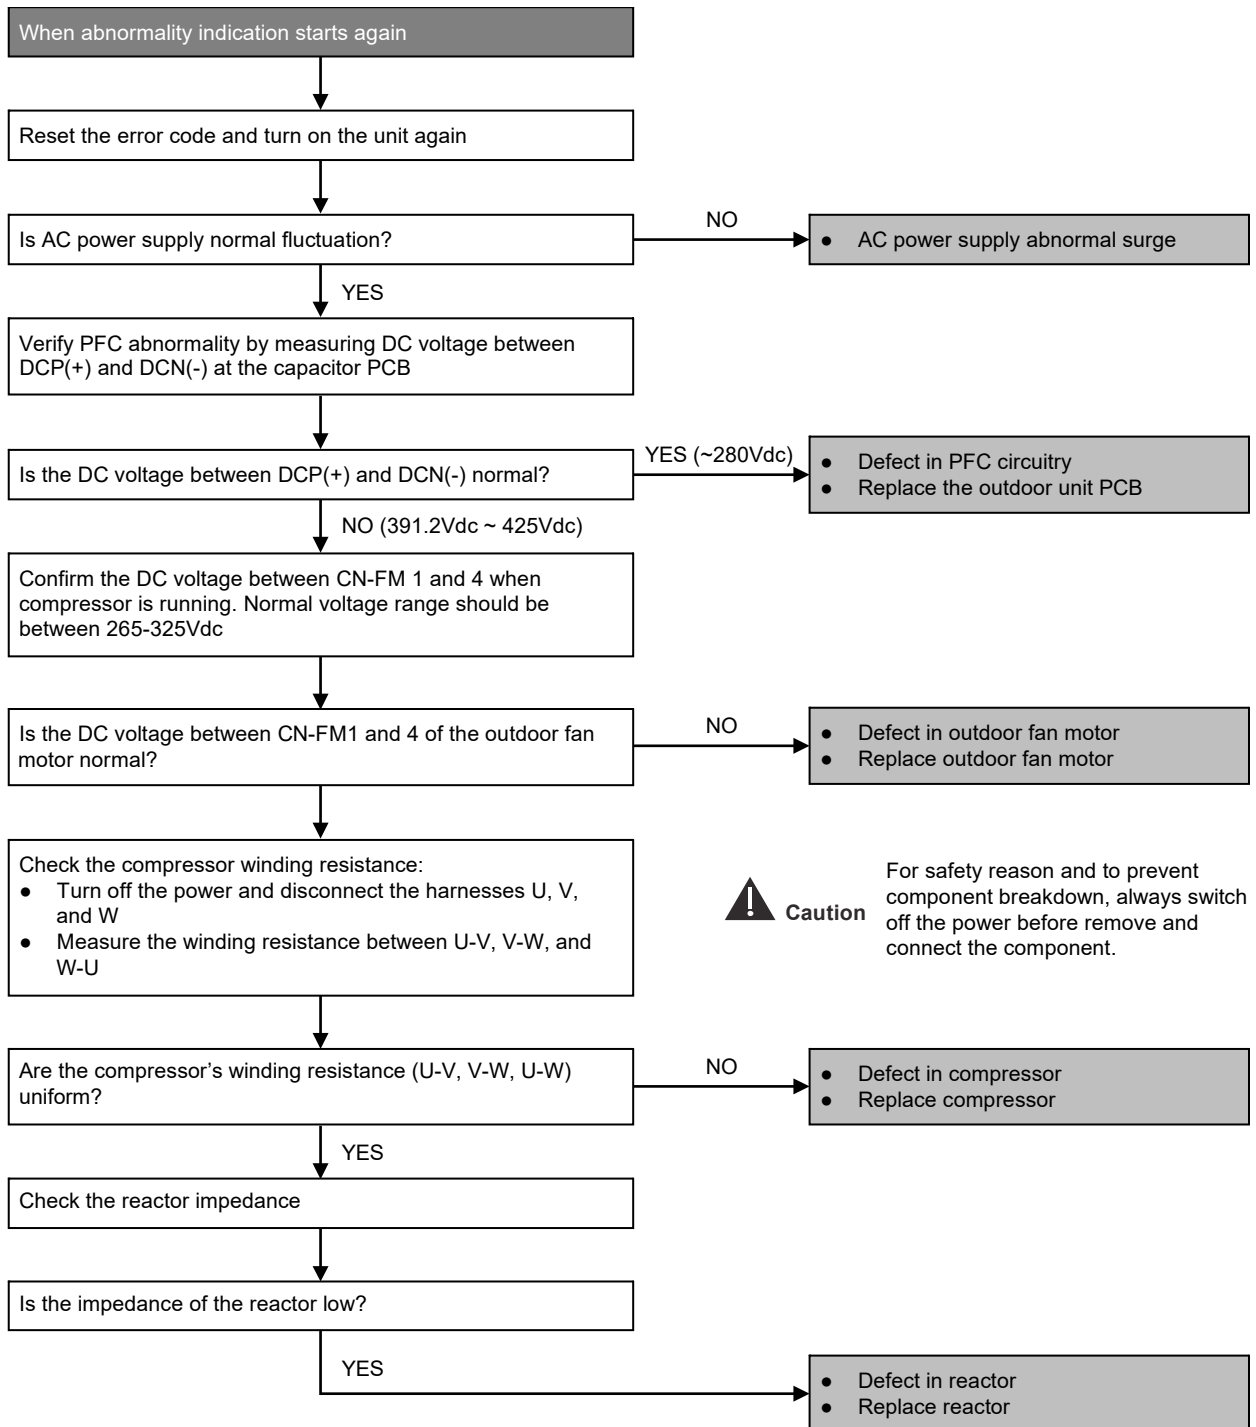 When abnormality indication starts again
Reset the error code and turn on the unit again
Is AC power supply normal fluctuation?
NO
● AC power supply abnormal surge
YES
Verify PFC abnormality by measuring DC voltage between
DCP(+) and DCN(-) at the capacitor PCB
Is the DC voltage between DCP(+) and DCN(-) normal?
YES (~280Vdc)
● Defect in PFC circuitry
● Replace the outdoor unit PCB
NO (391.2Vdc ~ 425Vdc)
Confirm the DC voltage between CN-FM 1 and 4 when
compressor is running. Normal voltage range should be
between 265-325Vdc
Is the DC voltage between CN-FM1 and 4 of the outdoor fan
motor normal?
NO
● Defect in outdoor fan motor
● Replace outdoor fan motor
Check the compressor winding resistance:
● Turn off the power and disconnect the harnesses U, V,
and W
● Measure the winding resistance between U-V, V-W, and
W-U
Caution
For safety reason and to prevent
component breakdown, always switch
off the power before remove and
connect the component.
Are the compressor’s winding resistance (U-V, V-W, U-W)
uniform?
NO
● Defect in compressor
● Replace compressor
YES
Check the reactor impedance
Is the impedance of the reactor low?
YES
● Defect in reactor
● Replace reactor